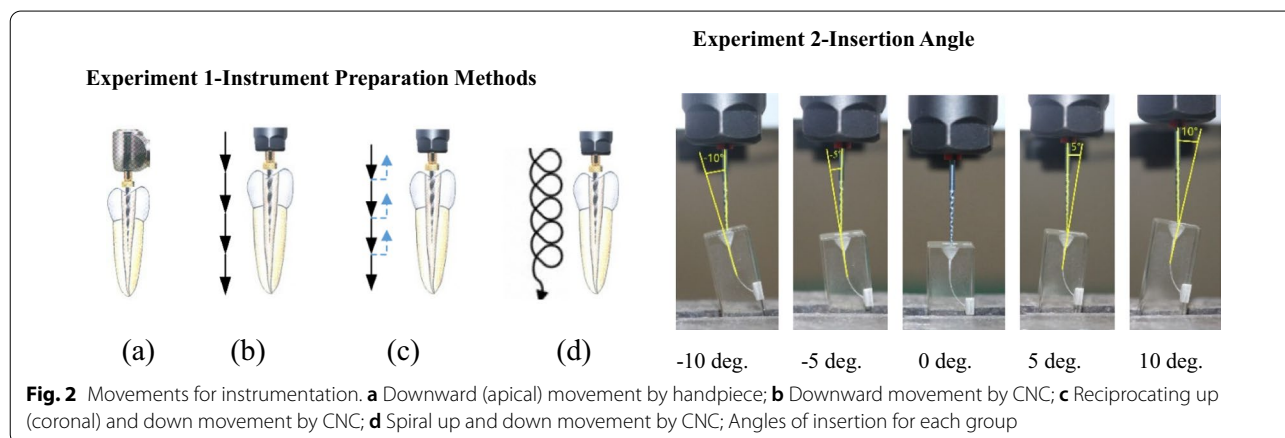 Experiment 2-Insertion Angle
Experiment 1-Instrument Preparation Methods
-10°
-5°
5°
10°
(a) (b) (c) (d)
-10 deg. -5 deg. 0 deg. 5 deg. 10 deg.
Fig. 2 Movements for instrumentation. a Downward (apical) movement by handpiece; b Downward movement by CNC; c Reciprocating up
(coronal) and down movement by CNC; d Spiral up and down movement by CNC; Angles of insertion for each group